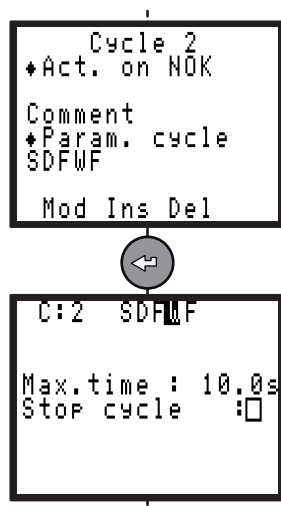 Cycle 2
♦Act. on NOK
Comment
♦Param. cycle
SDFWF
Mod Ins Del
C:2 SDFWF
Max.time : 10.0s
Stop cycle :□